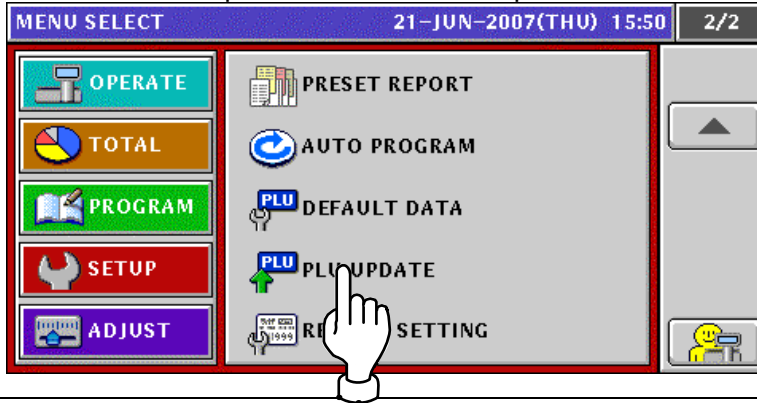 MENU SELECT 21-JUN-2007(THU) 15:50 2/2
OPERATE
TOTAL
PROGRAM
SETUP
ADJUST
PRESET REPORT
AUTO PROGRAM
PLU DEFAULT DATA
PLU PLU UPDATE
1999 SETTING